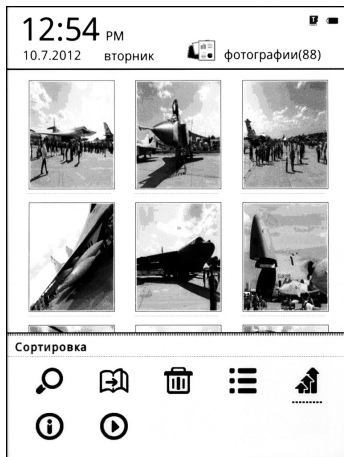 12:54 PM
10.7.2012 вторник
фотографии(88)
Сортировка